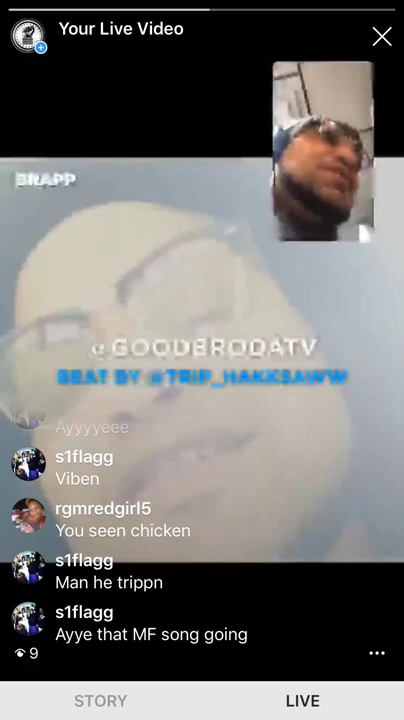 Your Live Video
BRAPP
@GOODBRODATV
BEAT BY @TRIP_HAKKSAWW
Ayyyyeee
s1flagg
Viben
rgmredgirl5
You seen chicken
s1flagg
Man he trippn
s1flagg
Ayye that MF song going
9
STORY
LIVE